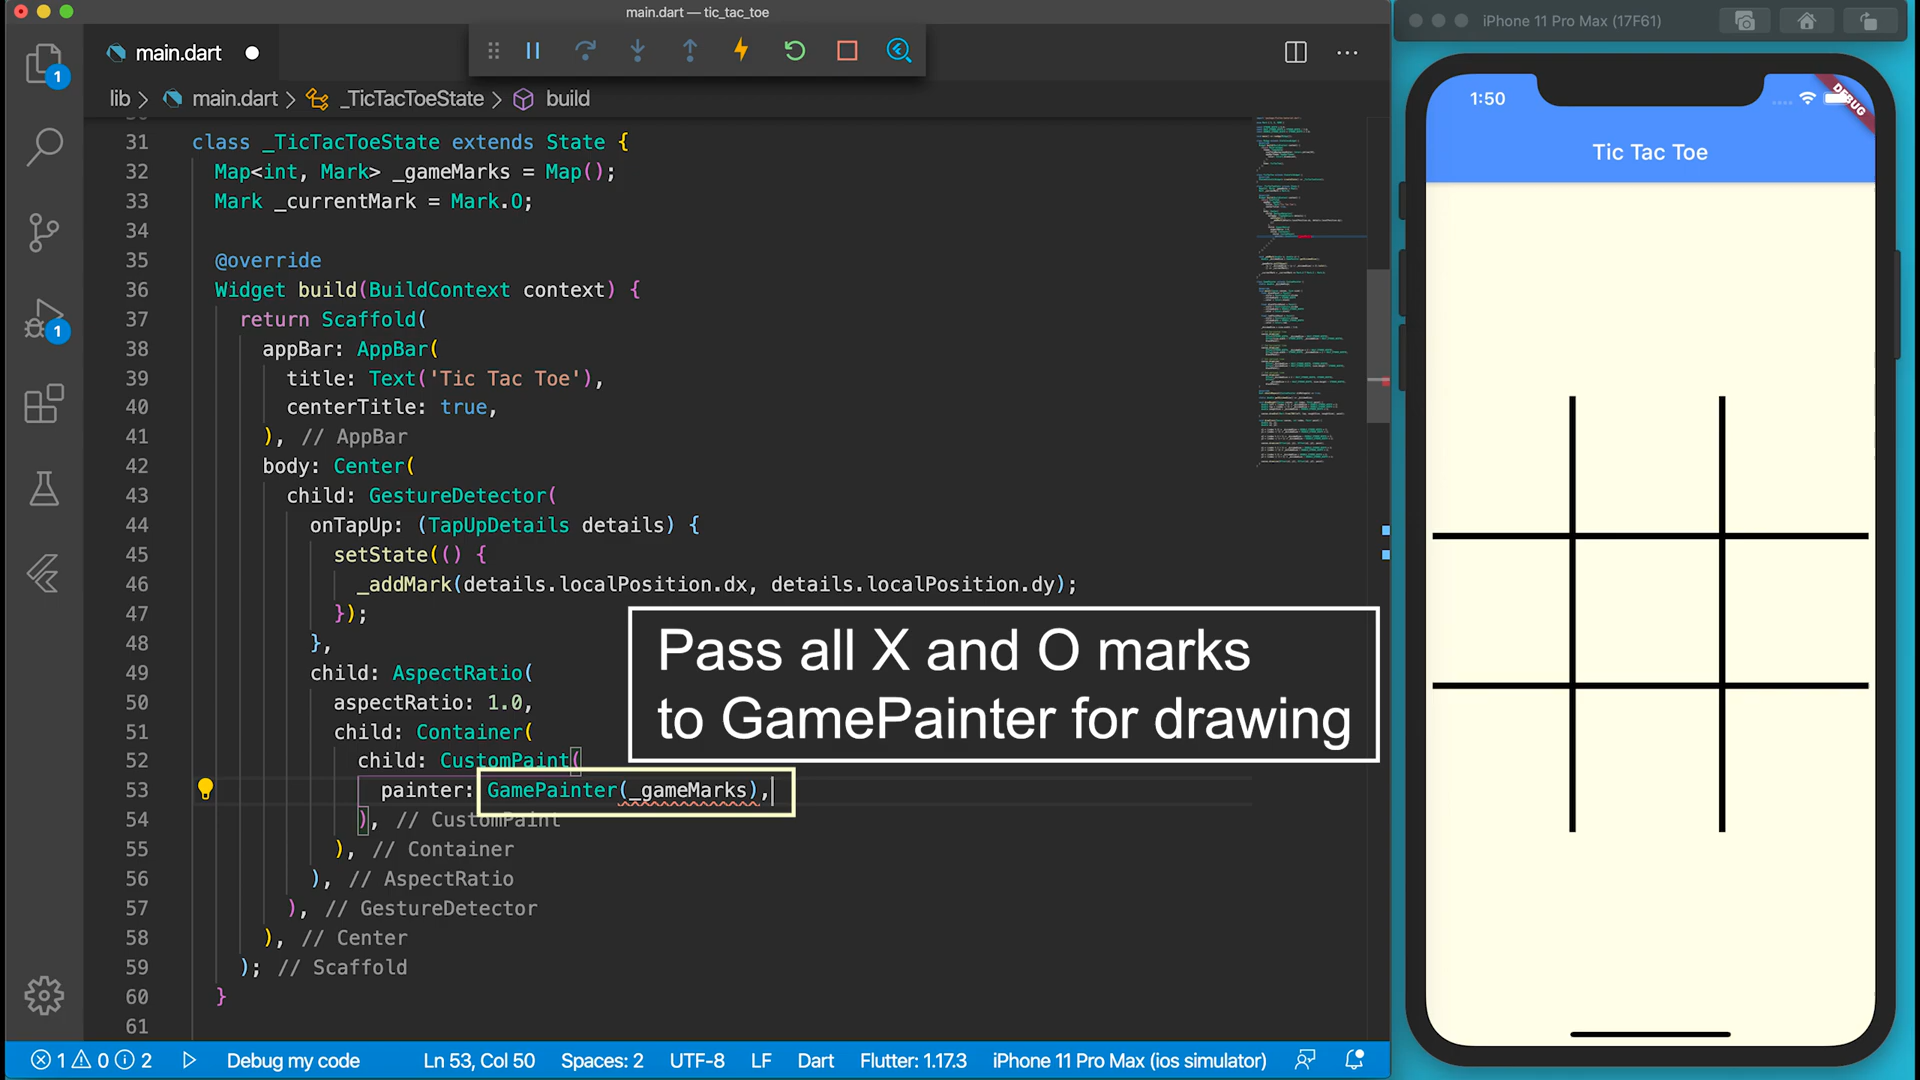 main.dart — tic_tac_toe
main.dart
lib > main.dart > _TicTacToeState > build
31 class _TicTacToeState extends State {
32 Map<int, Mark> _gameMarks = Map();
33 Mark _currentMark = Mark.O;
34
35 @override
36 Widget build(BuildContext context) {
37 return Scaffold(
38 appBar: AppBar(
39 title: Text('Tic Tac Toe'),
40 centerTitle: true,
41 ), // AppBar
42 body: Center(
43 child: GestureDetector(
44 onTapUp: (TapUpDetails details) {
45 setState(() {
46 _addMark(details.localPosition.dx, details.localPosition.dy);
47 });
48 },
49 child: AspectRatio(
50 aspectRatio: 1.0,
51 child: Container(
52 child: CustomPaint(
53 painter: GamePainter(_gameMarks),
54 ), // CustomPaint
55 ), // Container
56 ), // AspectRatio
57 ), // GestureDetector
58 ), // Center
59 ); // Scaffold
60 }
61
Pass all X and O marks
to GamePainter for drawing
1
1
1 0 2 Debug my code Ln 53, Col 50 Spaces: 2 UTF-8 LF Dart Flutter: 1.17.3 iPhone 11 Pro Max (ios simulator)
iPhone 11 Pro Max (17F61)
1:50
DEBUG
Tic Tac Toe